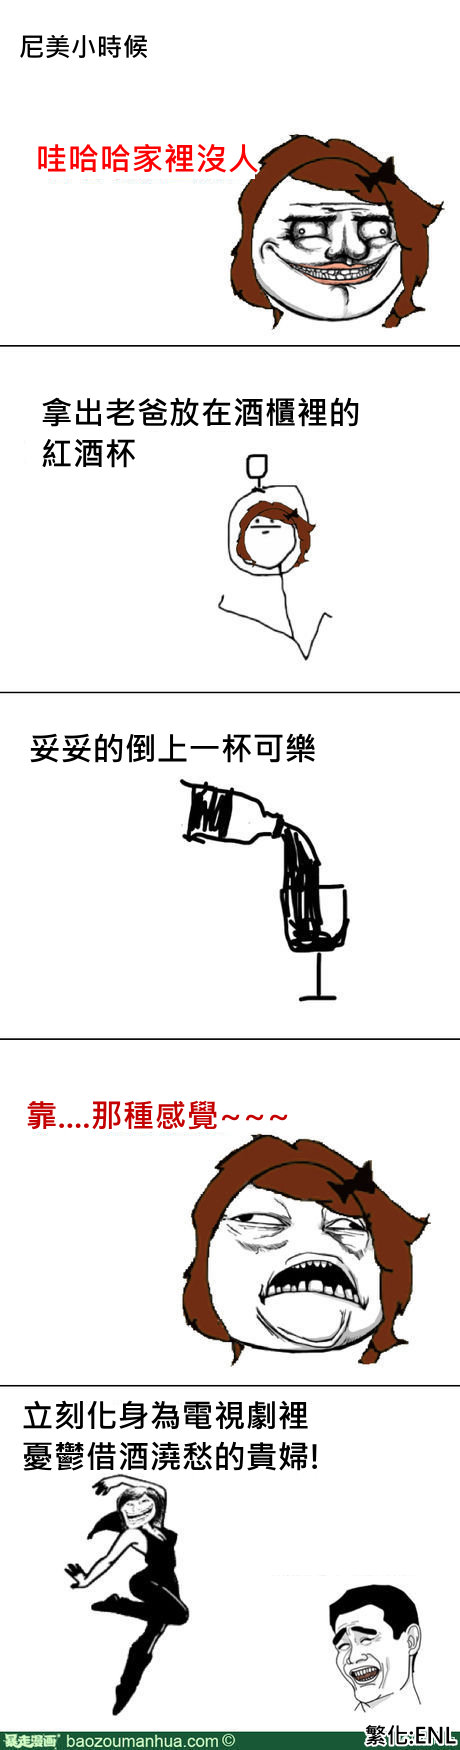 尼美小時候
哇哈哈家裡沒人
拿出老爸放在酒櫃裡的
紅酒杯
妥妥的倒上一杯可樂
靠....那種感覺~~~
立刻化身為電視劇裡
憂鬱借酒澆愁的貴婦!
暴走漫画 baozoumanhua.com ©
繁化:ENL